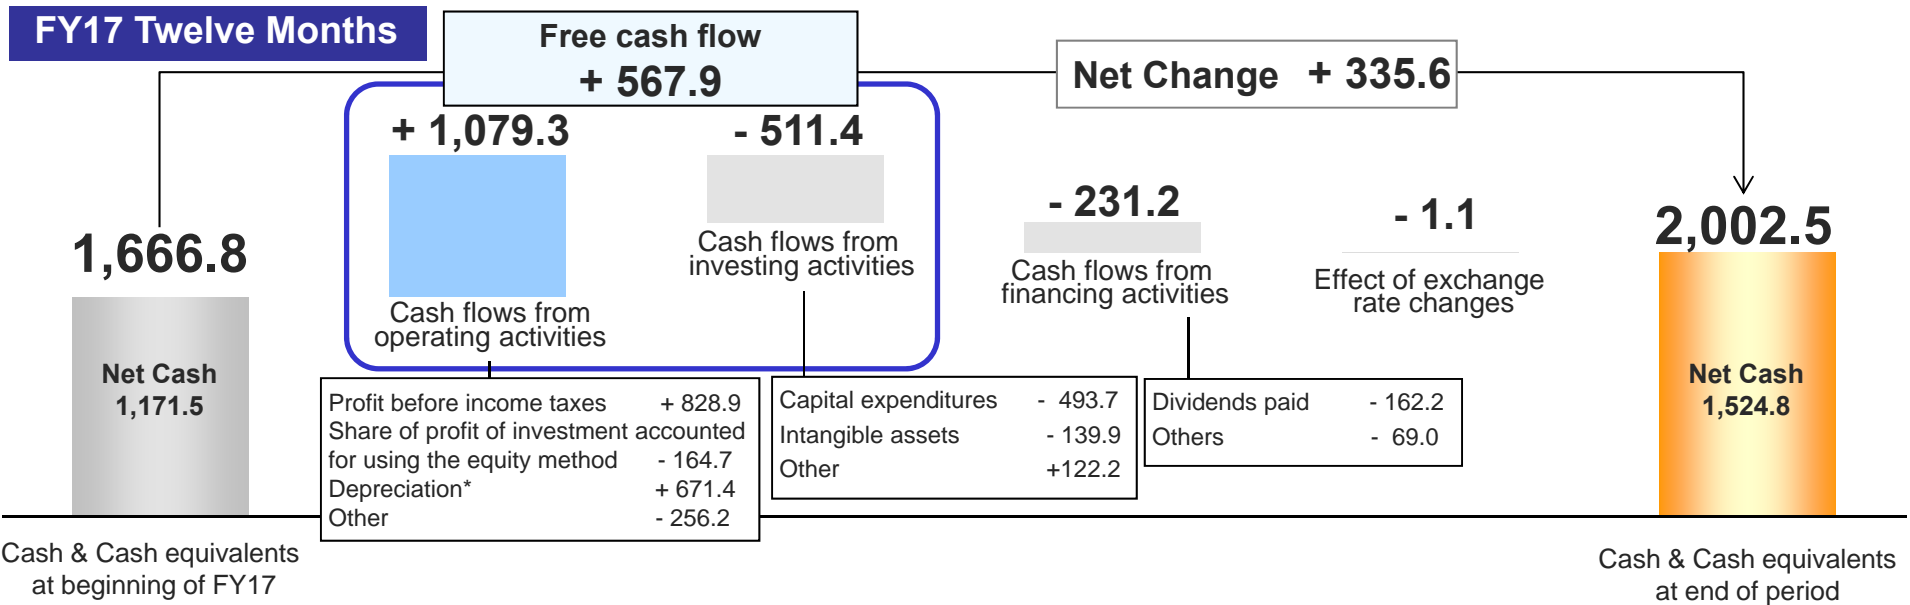 FY17 Twelve Months
Free cash flow
+ 567.9
Net Change + 335.6
+ 1,079.3
- 511.4
- 231.2
- 1.1
1,666.8
2,002.5
Cash flows from
operating activities
Cash flows from
investing activities
Cash flows from
financing activities
Effect of exchange
rate changes
Net Cash
1,171.5
Net Cash
1,524.8
Profit before income taxes + 828.9
Share of profit of investment accounted
for using the equity method - 164.7
Depreciation* + 671.4
Other - 256.2
Capital expenditures - 493.7
Intangible assets - 139.9
Other +122.2
Dividends paid - 162.2
Others - 69.0
Cash & Cash equivalents
at beginning of FY17
Cash & Cash equivalents
at end of period